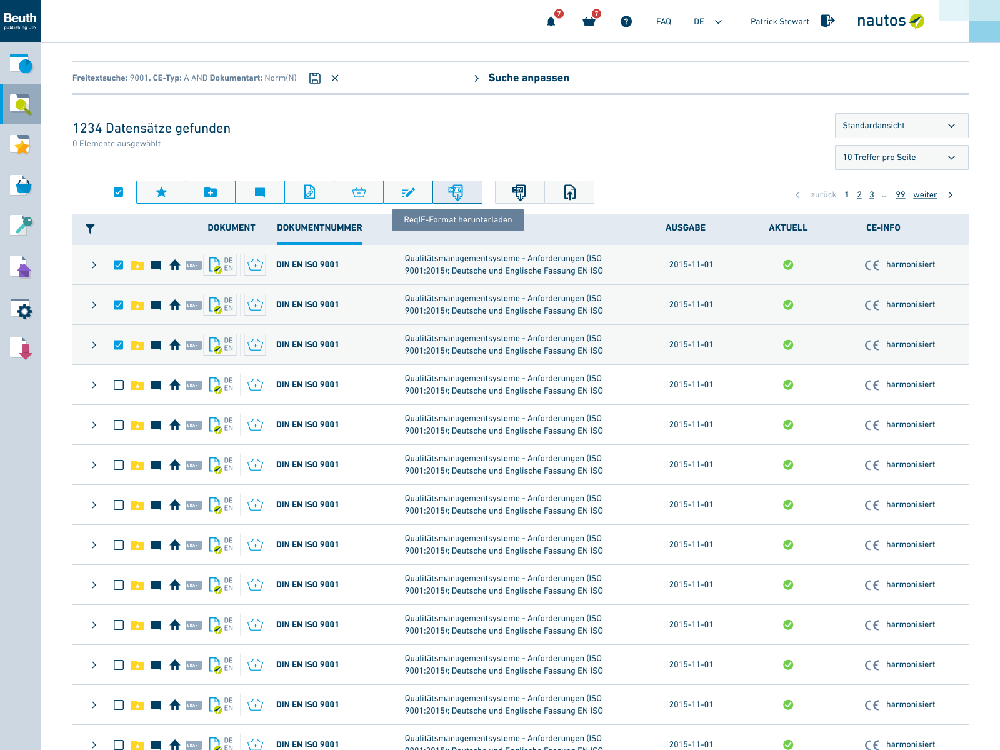 Beuth
publishing DIN
7
7
?
FAQ
DE
Patrick Stewart
nautos
Freitextsuche: 9001, CE-Typ: A AND Dokumentart: Norm(N)
Suche anpassen
1234 Datensätze gefunden
0 Elemente ausgewählt
Standardansicht
10 Treffer pro Seite
ReqIF
CSV
zurück 1 2 3 ... 99 weiter
ReqIF-Format herunterladen
DOKUMENT DOKUMENTNUMMER AUSGABE AKTUELL CE-INFO
DRAFT DE EN DIN EN ISO 9001 Qualitätsmanagementsysteme - Anforderungen (ISO 2015-11-01 CE harmonisiert
9001:2015); Deutsche und Englische Fassung EN ISO
DRAFT DE EN DIN EN ISO 9001 Qualitätsmanagementsysteme - Anforderungen (ISO 2015-11-01 CE harmonisiert
9001:2015); Deutsche und Englische Fassung EN ISO
DRAFT DE EN DIN EN ISO 9001 Qualitätsmanagementsysteme - Anforderungen (ISO 2015-11-01 CE harmonisiert
9001:2015); Deutsche und Englische Fassung EN ISO
DRAFT DE EN DIN EN ISO 9001 Qualitätsmanagementsysteme - Anforderungen (ISO 2015-11-01 CE harmonisiert
9001:2015); Deutsche und Englische Fassung EN ISO
DRAFT DE EN DIN EN ISO 9001 Qualitätsmanagementsysteme - Anforderungen (ISO 2015-11-01 CE harmonisiert
9001:2015); Deutsche und Englische Fassung EN ISO
DRAFT DE EN DIN EN ISO 9001 Qualitätsmanagementsysteme - Anforderungen (ISO 2015-11-01 CE harmonisiert
9001:2015); Deutsche und Englische Fassung EN ISO
DRAFT DE EN DIN EN ISO 9001 Qualitätsmanagementsysteme - Anforderungen (ISO 2015-11-01 CE harmonisiert
9001:2015); Deutsche und Englische Fassung EN ISO
DRAFT DE EN DIN EN ISO 9001 Qualitätsmanagementsysteme - Anforderungen (ISO 2015-11-01 CE harmonisiert
9001:2015); Deutsche und Englische Fassung EN ISO
DRAFT DE EN DIN EN ISO 9001 Qualitätsmanagementsysteme - Anforderungen (ISO 2015-11-01 CE harmonisiert
9001:2015); Deutsche und Englische Fassung EN ISO
DRAFT DE EN DIN EN ISO 9001 Qualitätsmanagementsysteme - Anforderungen (ISO 2015-11-01 CE harmonisiert
9001:2015); Deutsche und Englische Fassung EN ISO
DRAFT DE EN DIN EN ISO 9001 Qualitätsmanagementsysteme - Anforderungen (ISO 2015-11-01 CE harmonisiert
9001:2015); Deutsche und Englische Fassung EN ISO
DRAFT DE EN DIN EN ISO 9001 Qualitätsmanagementsysteme - Anforderungen (ISO 2015-11-01 CE harmonisiert
9001:2015); Deutsche und Englische Fassung EN ISO
DRAFT DE EN DIN EN ISO 9001 Qualitätsmanagementsysteme - Anforderungen (ISO 2015-11-01 CE harmonisiert
9001:2015); Deutsche und Englische Fassung EN ISO